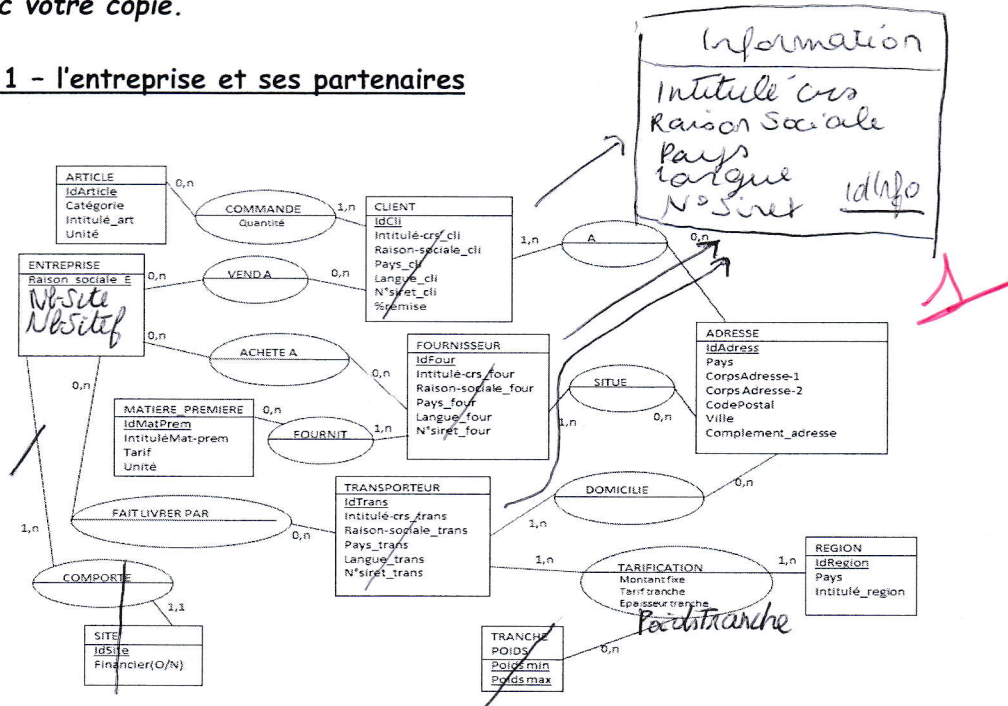 c votre copie.
1 – l'entreprise et ses partenaires
Information
Intitulé crs
Raison Sociale
Pays
Langue
N° Siret
idInfo
1
ARTICLE
IdArticle
Catégorie
Intitulé_art
Unité
0,n
COMMANDE
Quantité
1,n
CLIENT
IdCli
Intitulé-crs_cli
Raison-sociale_cli
Pays_cli
Langue_cli
N°siret_cli
%remise
1,n
A
0,n
ENTREPRISE
Raison_sociale_E
Nb-Site
Nb-Sitef
0,n
VEND A
0,n
0,n
ACHETE A
0,n
FOURNISSEUR
IdFour
Intitulé-crs_four
Raison-sociale_four
Pays_four
Langue_four
N°siret_four
1,n
SITUE
0,n
ADRESSE
IdAdress
Pays
CorpsAdresse-1
CorpsAdresse-2
CodePostal
Ville
Complement_adresse
0,n
MATIERE_PREMIERE
IdMatPrem
IntituléMat-prem
Tarif
Unité
0,n
FOURNIT
1,n
FAIT LIVRER PAR
0,n
TRANSPORTEUR
IdTrans
Intitulé-crs_trans
Raison-sociale_trans
Pays_trans
Langue_trans
N°siret_trans
1,n
DOMICILIE
0,n
1,n
TARIFICATION
Montant fixe
Tarif tranche
Epaisseur tranche
PoidsTranche
1,n
REGION
IdRegion
Pays
Intitulé_region
1,n
COMPORTE
1,1
SITE
IdSite
Financier(O/N)
TRANCHE
POIDS
Poids min
Poids max
0,n